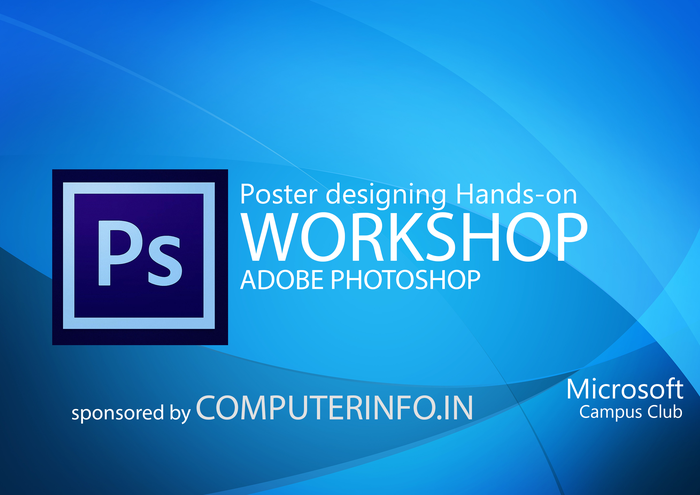 Ps
Poster designing Hands-on
WORKSHOP
ADOBE PHOTOSHOP
sponsored by COMPUTERINFO.IN
Microsoft
Campus Club